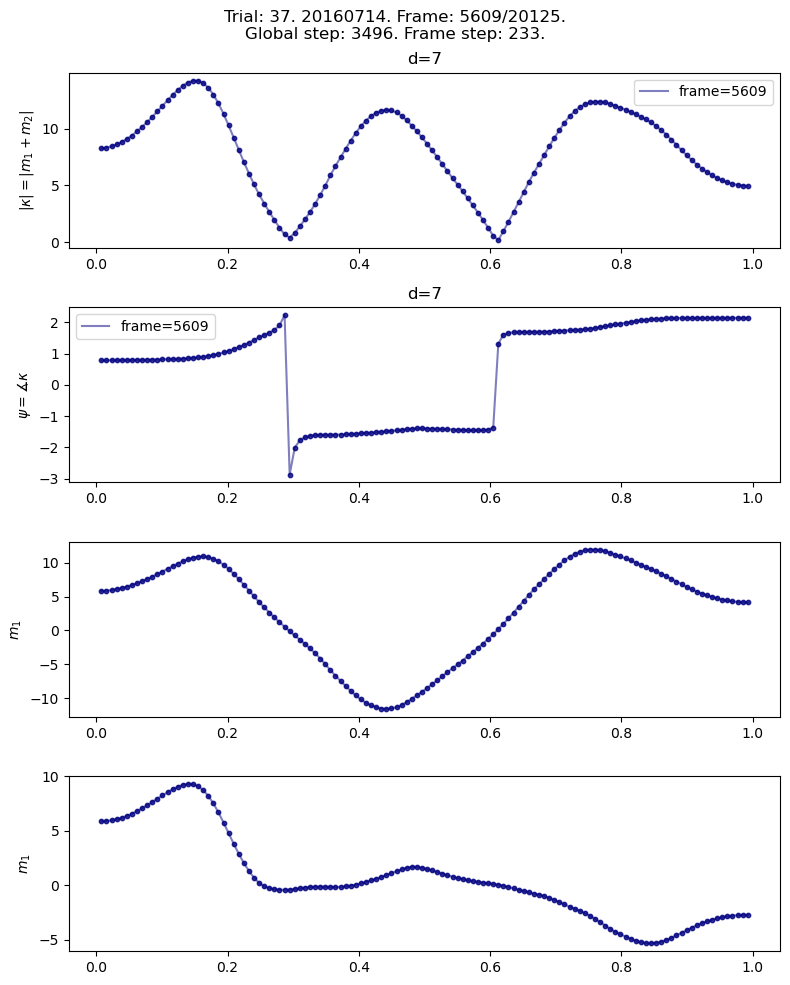 Trial: 37. 20160714. Frame: 5609/20125.
Global step: 3496. Frame step: 233.
d=7
|κ| = |m₁ + m₂|
10
5
0
frame=5609
0.0 0.2 0.4 0.6 0.8 1.0
d=7
ψ = ∡κ
2
1
0
−1
−2
−3
frame=5609
0.0 0.2 0.4 0.6 0.8 1.0
m₁
10
5
0
−5
−10
0.0 0.2 0.4 0.6 0.8 1.0
m₁
10
5
0
−5
0.0 0.2 0.4 0.6 0.8 1.0